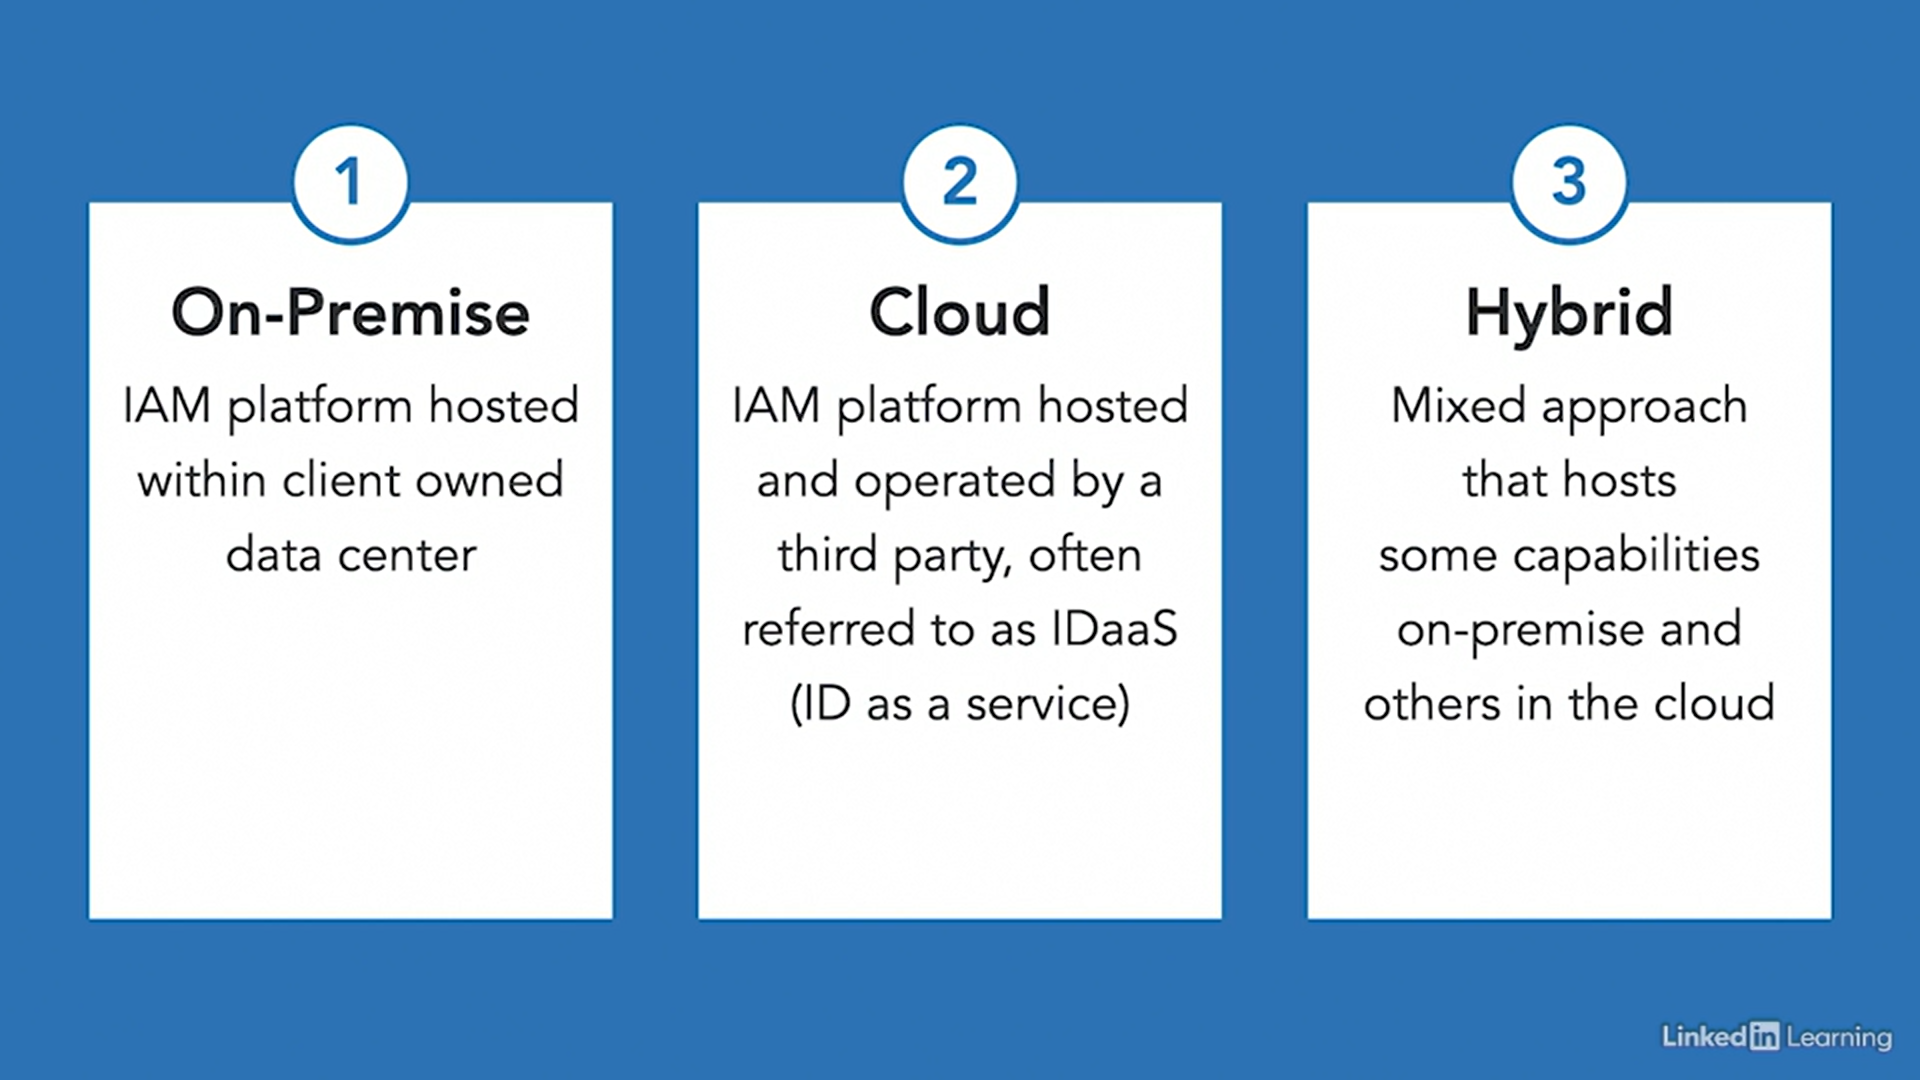 1
On-Premise
IAM platform hosted
within client owned
data center
2
Cloud
IAM platform hosted
and operated by a
third party, often
referred to as IDaaS
(ID as a service)
3
Hybrid
Mixed approach
that hosts
some capabilities
on-premise and
others in the cloud
Linked in Learning